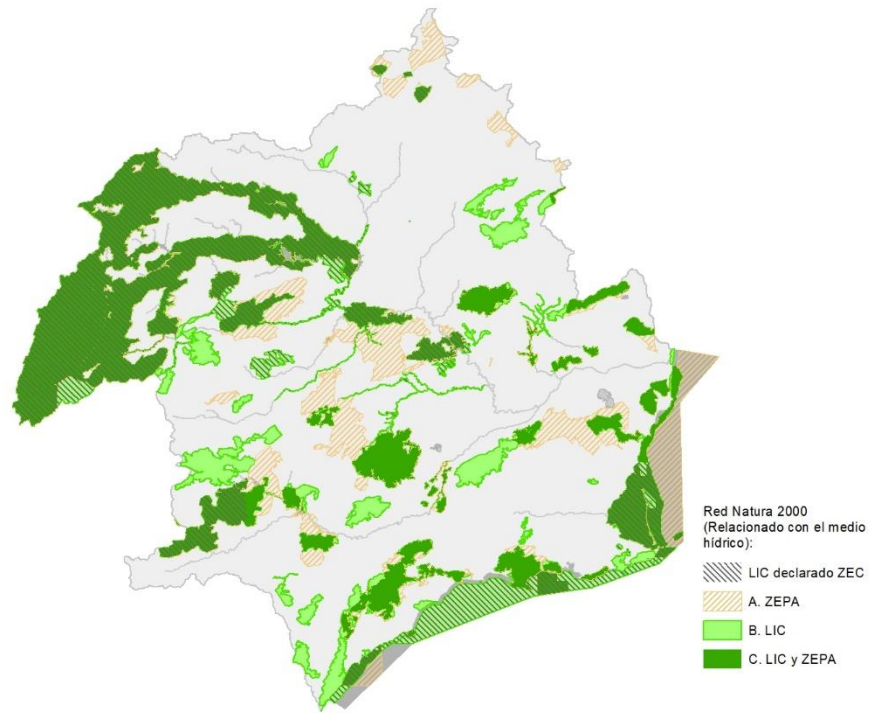 Red Natura 2000
(Relacionado con el medio
hídrico):
LIC declarado ZEC
A. ZEPA
B. LIC
C. LIC y ZEPA